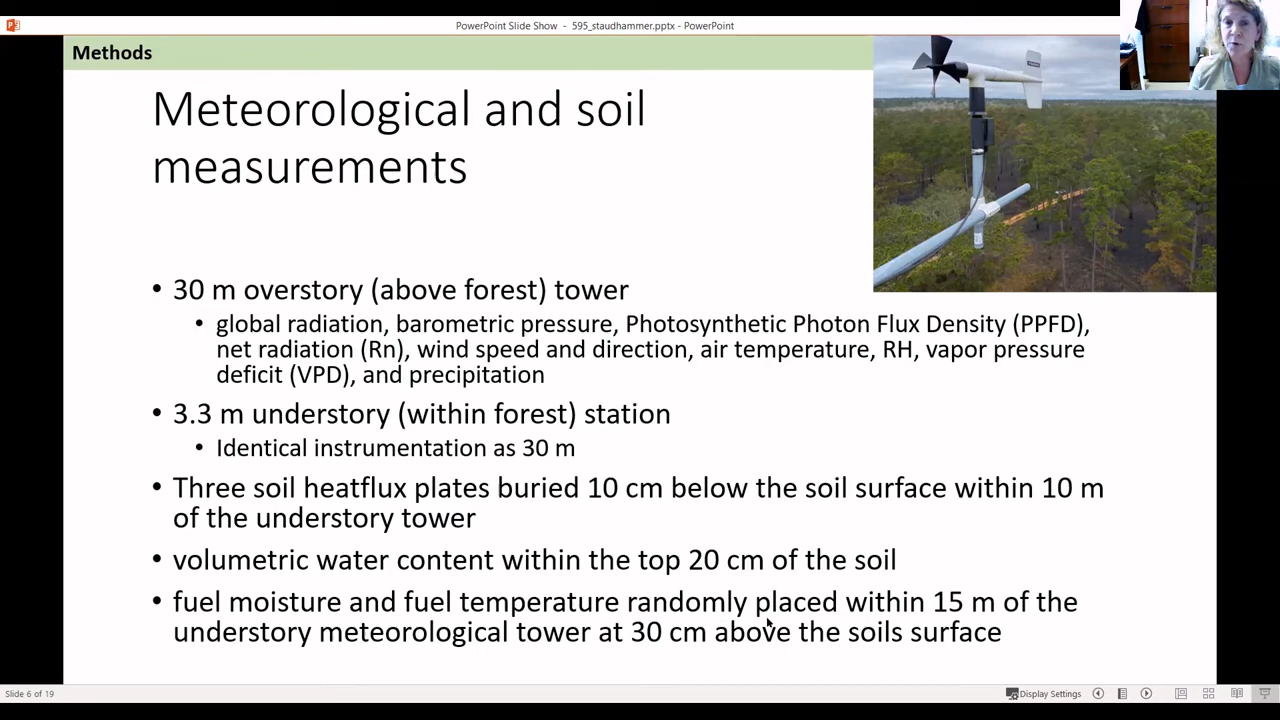 PowerPoint Slide Show - 595_staudhammer.pptx - PowerPoint
Methods
Meteorological and soil
measurements
• 30 m overstory (above forest) tower
• global radiation, barometric pressure, Photosynthetic Photon Flux Density (PPFD),
net radiation (Rn), wind speed and direction, air temperature, RH, vapor pressure
deficit (VPD), and precipitation
• 3.3 m understory (within forest) station
• Identical instrumentation as 30 m
• Three soil heatflux plates buried 10 cm below the soil surface within 10 m
of the understory tower
• volumetric water content within the top 20 cm of the soil
• fuel moisture and fuel temperature randomly placed within 15 m of the
understory meteorological tower at 30 cm above the soils surface
Slide 6 of 19
Display Settings